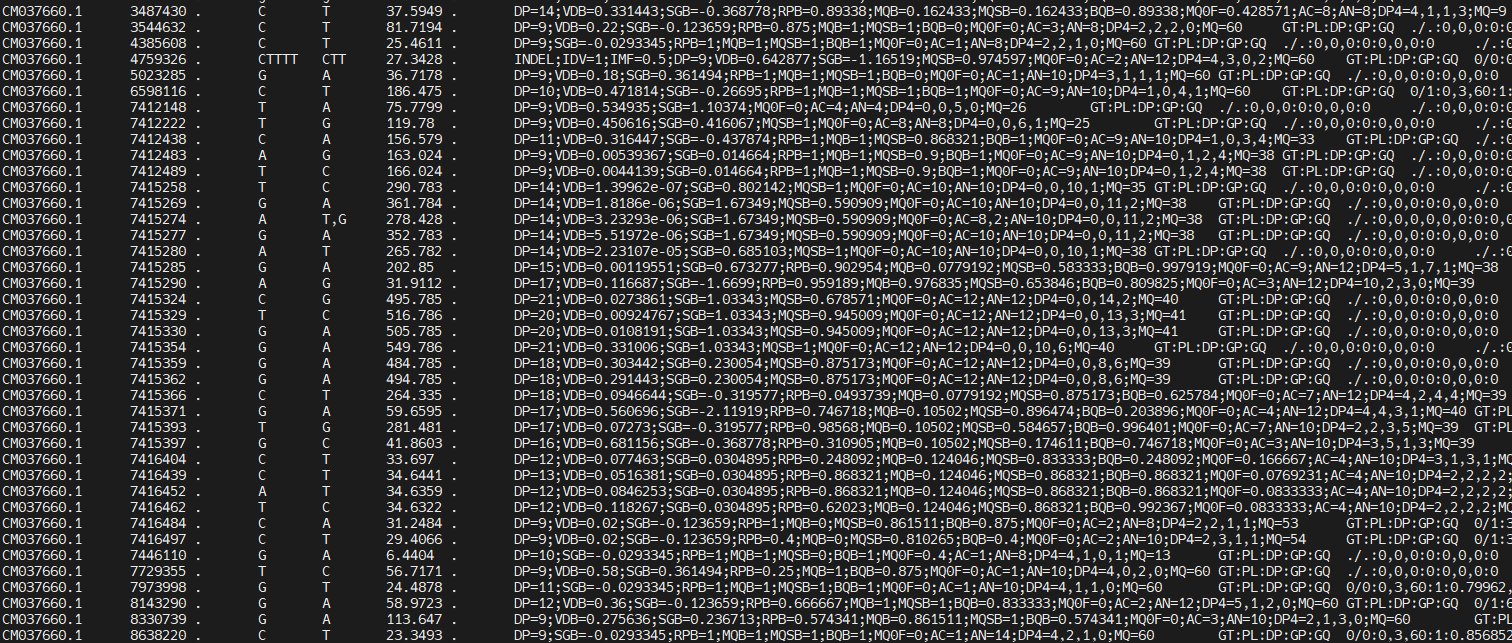 CM037660.1 3487430 . C T 37.5949 . DP=14;VDB=0.331443;SGB=-0.368778;RPB=0.89338;MQB=0.162433;MQSB=0.162433;BQB=0.89338;MQ0F=0.428571;AC=8;AN=8;DP4=4,1,1,3;MQ=9
CM037660.1 3544632 . C T 81.7194 . DP=9;VDB=0.22;SGB=-0.123659;RPB=0.875;MQB=1;MQSB=1;BQB=0;MQ0F=0;AC=3;AN=8;DP4=2,2,2,0;MQ=60 GT:PL:DP:GP:GQ ./.:0,0,0:0
CM037660.1 4385608 . C T 25.4611 . DP=9;SGB=-0.0293345;RPB=1;MQB=1;MQSB=1;BQB=1;MQ0F=0;AC=1;AN=8;DP4=2,2,1,0;MQ=60 GT:PL:DP:GP:GQ ./.:0,0,0:0:0,0,0:0 ./.
CM037660.1 4759326 . CTTTT CTT 27.3428 . INDEL;IDV=1;IMF=0.5;DP=9;VDB=0.642877;SGB=-1.16519;MQSB=0.974597;MQ0F=0;AC=2;AN=12;DP4=4,3,0,2;MQ=60 GT:PL:DP:GP:GQ 0/0:0
CM037660.1 5023285 . G A 36.7178 . DP=9;VDB=0.18;SGB=0.361494;RPB=1;MQB=1;MQSB=1;BQB=0;MQ0F=0;AC=1;AN=10;DP4=3,1,1,1;MQ=60 GT:PL:DP:GP:GQ ./.:0,0,0:0:0
CM037660.1 6598116 . C T 186.475 . DP=10;VDB=0.471814;SGB=-0.26695;RPB=1;MQB=1;MQSB=1;BQB=1;MQ0F=0;AC=9;AN=10;DP4=1,0,4,1;MQ=60 GT:PL:DP:GP:GQ 0/1:0,3,60:1:
CM037660.1 7412148 . T A 75.7799 . DP=9;VDB=0.534935;SGB=1.10374;MQ0F=0;AC=4;AN=4;DP4=0,0,5,0;MQ=26 GT:PL:DP:GP:GQ ./.:0,0,0:0:0,0,0:0 ./.:0,0,0
CM037660.1 7412222 . T G 119.78 . DP=9;VDB=0.450616;SGB=0.416067;MQSB=1;MQ0F=0;AC=8;AN=8;DP4=0,0,6,1;MQ=25 GT:PL:DP:GP:GQ ./.:0,0,0:0:0,0,0:0 ./.:0
CM037660.1 7412438 . C A 156.579 . DP=11;VDB=0.316447;SGB=-0.437874;RPB=1;MQB=1;MQSB=0.868321;BQB=1;MQ0F=0;AC=9;AN=10;DP4=1,0,3,4;MQ=33 GT:PL:DP:GP:GQ ./.:0
CM037660.1 7412483 . A G 163.024 . DP=9;VDB=0.00539367;SGB=0.014664;RPB=1;MQB=1;MQSB=0.9;BQB=1;MQ0F=0;AC=9;AN=10;DP4=0,1,2,4;MQ=38 GT:PL:DP:GP:GQ ./.:0,0,0:0
CM037660.1 7412489 . T C 166.024 . DP=9;VDB=0.0044139;SGB=0.014664;RPB=1;MQB=1;MQSB=0.9;BQB=1;MQ0F=0;AC=9;AN=10;DP4=0,1,2,4;MQ=38 GT:PL:DP:GP:GQ ./.:0,0,0:0
CM037660.1 7415258 . T C 290.783 . DP=14;VDB=1.39962e-07;SGB=0.802142;MQSB=1;MQ0F=0;AC=10;AN=10;DP4=0,0,10,1;MQ=35 GT:PL:DP:GP:GQ ./.:0,0,0:0:0,0,0:0 ./.
CM037660.1 7415269 . G A 361.784 . DP=14;VDB=1.8186e-06;SGB=1.67349;MQSB=0.590909;MQ0F=0;AC=10;AN=10;DP4=0,0,11,2;MQ=38 GT:PL:DP:GP:GQ ./.:0,0,0:0:0,0,0:0
CM037660.1 7415274 . A T,G 278.428 . DP=14;VDB=3.23293e-06;SGB=1.67349;MQSB=0.590909;MQ0F=0;AC=8,2;AN=10;DP4=0,0,11,2;MQ=38 GT:PL:DP:GP:GQ ./.:0,0,0,0,0,0
CM037660.1 7415277 . G A 352.783 . DP=14;VDB=5.51972e-06;SGB=1.67349;MQSB=0.590909;MQ0F=0;AC=10;AN=10;DP4=0,0,11,2;MQ=38 GT:PL:DP:GP:GQ ./.:0,0,0:0:0,0,0:0
CM037660.1 7415280 . A T 265.782 . DP=14;VDB=2.23107e-05;SGB=0.685103;MQSB=1;MQ0F=0;AC=10;AN=10;DP4=0,0,10,1;MQ=38 GT:PL:DP:GP:GQ ./.:0,0,0:0:0,0,0:0 ./.
CM037660.1 7415285 . G A 202.85 . DP=15;VDB=0.00119551;SGB=0.673277;RPB=0.902954;MQB=0.0779192;MQSB=0.583333;BQB=0.997919;MQ0F=0;AC=9;AN=12;DP4=5,1,7,1;MQ=38
CM037660.1 7415290 . A G 31.9112 . DP=17;VDB=0.116687;SGB=-1.6699;RPB=0.959189;MQB=0.976835;MQSB=0.653846;BQB=0.809825;MQ0F=0;AC=3;AN=12;DP4=10,2,3,0;MQ=39
CM037660.1 7415324 . C G 495.785 . DP=21;VDB=0.0273861;SGB=1.03343;MQSB=0.678571;MQ0F=0;AC=12;AN=12;DP4=0,0,14,2;MQ=40 GT:PL:DP:GP:GQ ./.:0,0,0:0:0,0,0:0
CM037660.1 7415329 . T C 516.786 . DP=20;VDB=0.00924767;SGB=1.03343;MQSB=0.945009;MQ0F=0;AC=12;AN=12;DP4=0,0,13,3;MQ=41 GT:PL:DP:GP:GQ ./.:0,0,0:0:0,0,0:0
CM037660.1 7415330 . G A 505.785 . DP=20;VDB=0.0108191;SGB=1.03343;MQSB=0.945009;MQ0F=0;AC=12;AN=12;DP4=0,0,13,3;MQ=41 GT:PL:DP:GP:GQ ./.:0,0,0:0:0,0,0:0
CM037660.1 7415354 . G A 549.786 . DP=21;VDB=0.331006;SGB=1.03343;MQSB=1;MQ0F=0;AC=12;AN=12;DP4=0,0,10,6;MQ=40 GT:PL:DP:GP:GQ ./.:0,0,0:0:0,0,0:0 ./.:0
CM037660.1 7415359 . G A 484.785 . DP=18;VDB=0.303442;SGB=0.230054;MQSB=0.875173;MQ0F=0;AC=12;AN=12;DP4=0,0,8,6;MQ=39 GT:PL:DP:GP:GQ ./.:0,0,0:0:0,0,0:0
CM037660.1 7415362 . G A 494.785 . DP=18;VDB=0.291443;SGB=0.230054;MQSB=0.875173;MQ0F=0;AC=12;AN=12;DP4=0,0,8,6;MQ=39 GT:PL:DP:GP:GQ ./.:0,0,0:0:0,0,0:0
CM037660.1 7415366 . C T 264.335 . DP=18;VDB=0.0946644;SGB=-0.319577;RPB=0.0493739;MQB=0.0779192;MQSB=0.875173;BQB=0.625784;MQ0F=0;AC=7;AN=12;DP4=4,2,4,4;MQ=39
CM037660.1 7415371 . G A 59.6595 . DP=17;VDB=0.560696;SGB=-2.11919;RPB=0.746718;MQB=0.10502;MQSB=0.896474;BQB=0.203896;MQ0F=0;AC=4;AN=12;DP4=4,4,3,1;MQ=40 GT:PL
CM037660.1 7415393 . T G 281.481 . DP=17;VDB=0.07273;SGB=-0.319577;RPB=0.98568;MQB=0.10502;MQSB=0.584657;BQB=0.996401;MQ0F=0;AC=7;AN=10;DP4=2,2,3,5;MQ=39 GT:PL
CM037660.1 7415397 . G C 41.8603 . DP=16;VDB=0.681156;SGB=-0.368778;RPB=0.310905;MQB=0.10502;MQSB=0.174611;BQB=0.746718;MQ0F=0;AC=3;AN=10;DP4=3,5,1,3;MQ=39
CM037660.1 7416404 . C T 33.697 . DP=12;VDB=0.077463;SGB=0.0304895;RPB=0.248092;MQB=0.124046;MQSB=0.833333;BQB=0.248092;MQ0F=0.166667;AC=4;AN=10;DP4=3,1,3,1;MQ
CM037660.1 7416439 . C T 34.6441 . DP=13;VDB=0.0516381;SGB=0.0304895;RPB=0.868321;MQB=0.124046;MQSB=0.868321;BQB=0.868321;MQ0F=0.0769231;AC=4;AN=10;DP4=2,2,2,2;
CM037660.1 7416452 . A T 34.6359 . DP=12;VDB=0.0846253;SGB=0.0304895;RPB=0.868321;MQB=0.124046;MQSB=0.868321;BQB=0.868321;MQ0F=0.0833333;AC=4;AN=10;DP4=2,2,2,2;
CM037660.1 7416462 . T C 34.6322 . DP=12;VDB=0.118267;SGB=0.0304895;RPB=0.62023;MQB=0.124046;MQSB=0.868321;BQB=0.992367;MQ0F=0.0833333;AC=4;AN=10;DP4=2,2,2,2;MQ
CM037660.1 7416484 . C A 31.2484 . DP=9;VDB=0.02;SGB=-0.123659;RPB=1;MQB=0;MQSB=0.861511;BQB=0.875;MQ0F=0;AC=2;AN=8;DP4=2,2,1,1;MQ=53 GT:PL:DP:GP:GQ 0/1:3
CM037660.1 7416497 . C T 29.4066 . DP=9;VDB=0.02;SGB=-0.123659;RPB=0.4;MQB=0;MQSB=0.810265;BQB=0.4;MQ0F=0;AC=2;AN=10;DP4=2,3,1,1;MQ=54 GT:PL:DP:GP:GQ 0/1:3
CM037660.1 7446110 . G A 6.4404 . DP=10;SGB=-0.0293345;RPB=1;MQB=1;MQSB=0;BQB=1;MQ0F=0.4;AC=1;AN=8;DP4=4,1,0,1;MQ=13 GT:PL:DP:GP:GQ ./.:0,0,0:0:0,0,0:0
CM037660.1 7729355 . T C 56.7171 . DP=9;VDB=0.58;SGB=0.361494;RPB=0.25;MQB=1;BQB=0.875;MQ0F=0;AC=1;AN=10;DP4=4,0,2,0;MQ=60 GT:PL:DP:GP:GQ ./.:0,0,0:0:0,0,0:0
CM037660.1 7973998 . G T 24.4878 . DP=11;SGB=-0.0293345;RPB=1;MQB=1;MQSB=1;BQB=1;MQ0F=0;AC=1;AN=10;DP4=4,1,1,0;MQ=60 GT:PL:DP:GP:GQ 0/0:0,3,60:1:0.79962,
CM037660.1 8143290 . G A 58.9723 . DP=12;VDB=0.36;SGB=-0.123659;RPB=0.666667;MQB=1;MQSB=1;BQB=0.833333;MQ0F=0;AC=2;AN=12;DP4=5,1,2,0;MQ=60 GT:PL:DP:GP:GQ 0/1:6
CM037660.1 8330739 . G A 113.647 . DP=9;VDB=0.275636;SGB=0.236713;RPB=0.574341;MQB=0.861511;MQSB=1;BQB=0.574341;MQ0F=0;AC=3;AN=10;DP4=3,1,3,1;MQ=60 GT:PL
CM037660.1 8638220 . C T 23.3493 . DP=9;SGB=-0.0293345;RPB=1;MQB=1;MQSB=1;BQB=1;MQ0F=0;AC=1;AN=14;DP4=4,2,1,0;MQ=60 GT:PL:DP:GP:GQ 0/0:0,3,60:1:0.8568